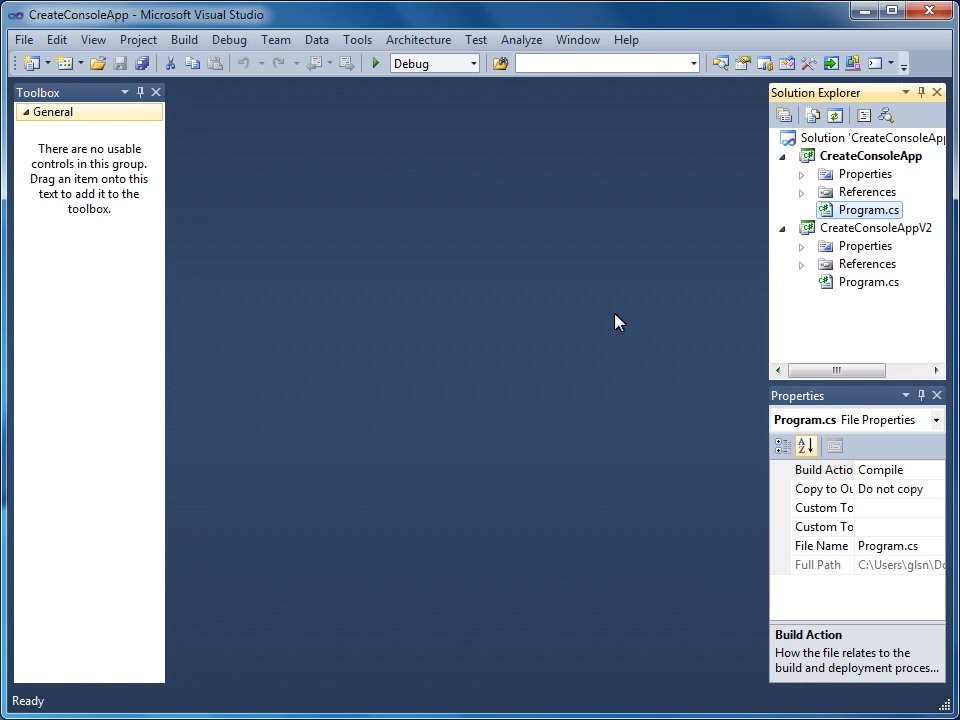 CreateConsoleApp - Microsoft Visual Studio
File Edit View Project Build Debug Team Data Tools Architecture Test Analyze Window Help
Debug
Toolbox
General
There are no usable
controls in this group.
Drag an item onto this
text to add it to the
toolbox.
Solution Explorer
Solution 'CreateConsoleApp
CreateConsoleApp
Properties
References
Program.cs
CreateConsoleAppV2
Properties
References
Program.cs
Properties
Program.cs File Properties
Build Actio Compile
Copy to Ou Do not copy
Custom To
Custom To
File Name Program.cs
Full Path C:\Users\glsn\Do
Build Action
How the file relates to the
build and deployment proces...
Ready